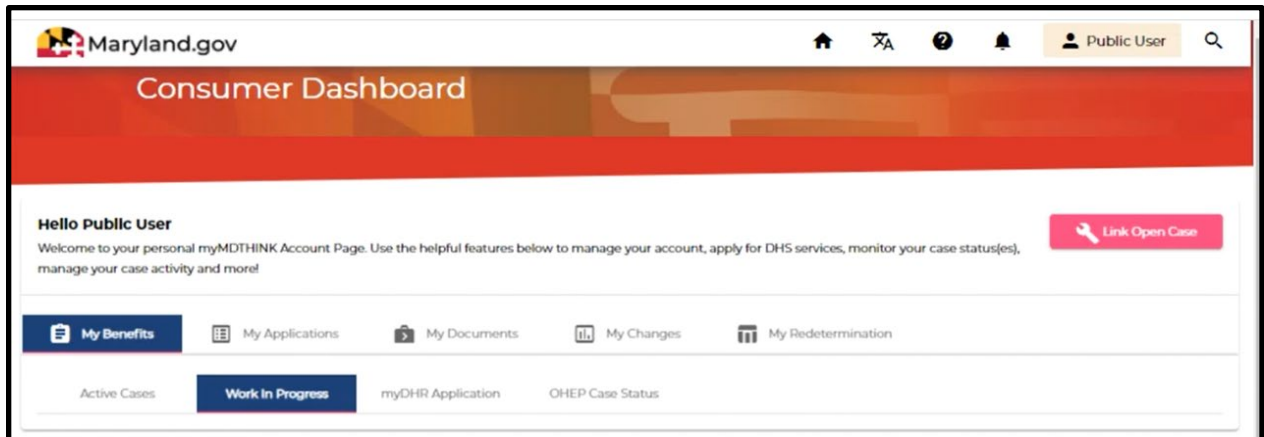 Maryland.gov
Public User
Consumer Dashboard
Hello Public User
Welcome to your personal myMDTHINK Account Page. Use the helpful features below to manage your account, apply for DHS services, monitor your case status(es),
manage your case activity and more!
Link Open Case
My Benefits My Applications My Documents My Changes My Redetermination
Active Cases Work In Progress myDHR Application OHEP Case Status